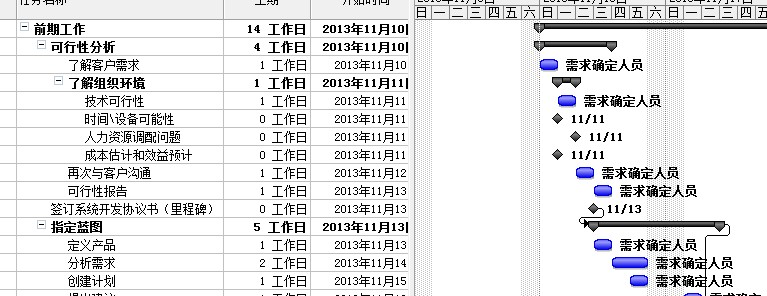 任务名称 工期 开始时间
日 一 二 三 四 五 六 日 一 二 三 四 五 六 日 一 二 三 四 五
前期工作 14 工作日 2013年11月10日
可行性分析 4 工作日 2013年11月10日
了解客户需求 1 工作日 2013年11月10 需求确定人员
了解组织环境 1 工作日 2013年11月11日
技术可行性 1 工作日 2013年11月11 需求确定人员
时间\设备可能性 0 工作日 2013年11月11 11/11
人力资源调配问题 0 工作日 2013年11月11 11/11
成本估计和效益预计 0 工作日 2013年11月11 11/11
再次与客户沟通 1 工作日 2013年11月12 需求确定人员
可行性报告 1 工作日 2013年11月13 需求确定人员
签订系统开发协议书（里程碑） 0 工作日 2013年11月13 11/13
指定蓝图 5 工作日 2013年11月13日
定义产品 1 工作日 2013年11月13 需求确定人员
分析需求 2 工作日 2013年11月14 需求确定人员
创建计划 1 工作日 2013年11月15 需求确定人员
需求确定人员